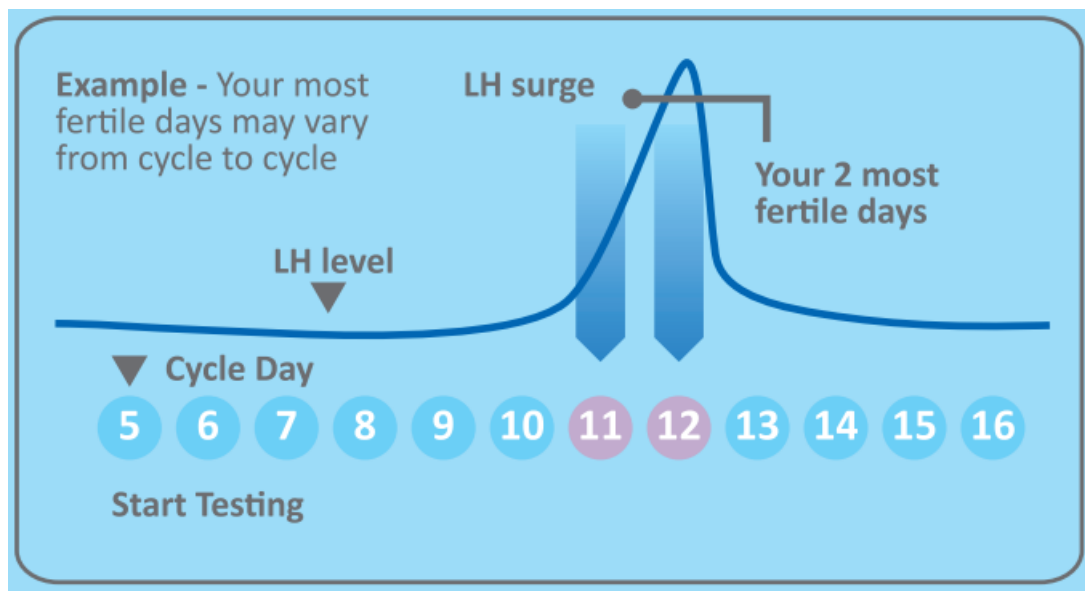 Example - Your most
fertile days may vary
from cycle to cycle
LH surge
Your 2 most
fertile days
LH level
Cycle Day
5 6 7 8 9 10 11 12 13 14 15 16
Start Testing